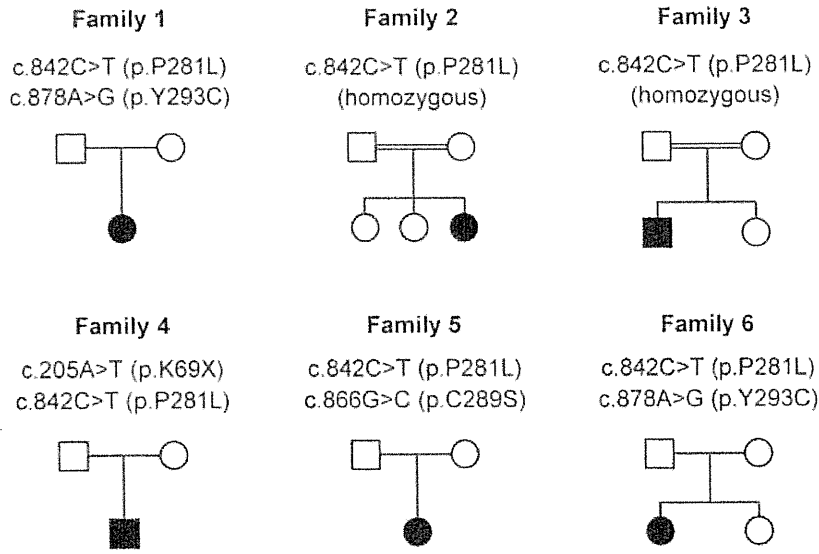 Family 1
c.842C>T (p.P281L)
c.878A>G (p.Y293C)
Family 2
c.842C>T (p.P281L)
(homozygous)
Family 3
c.842C>T (p.P281L)
(homozygous)
Family 4
c.205A>T (p.K69X)
c.842C>T (p.P281L)
Family 5
c.842C>T (p.P281L)
c.866G>C (p.C289S)
Family 6
c.842C>T (p.P281L)
c.878A>G (p.Y293C)